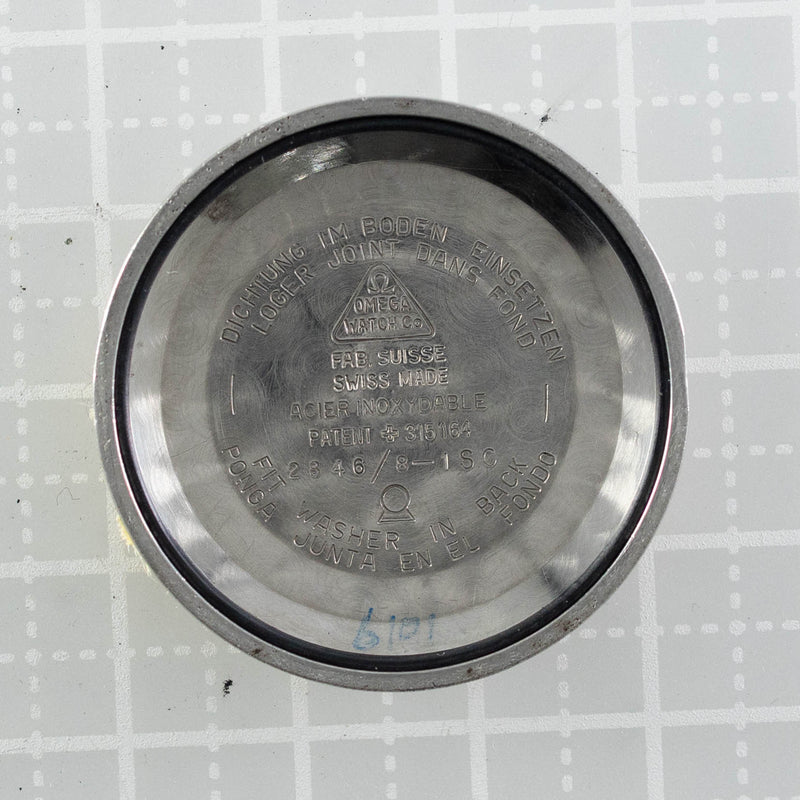 DICHTUNG IM BODEN EINSETZEN
LOGER JOINT DANS FOND
Ω
OMEGA
WATCH Co
FAB. SUISSE
SWISS MADE
ACIER INOXYDABLE
PATENT ✚ 315164
2846/8-1SC
FIT WASHER IN BACK
PONGA JUNTA EN EL FONDO
6101